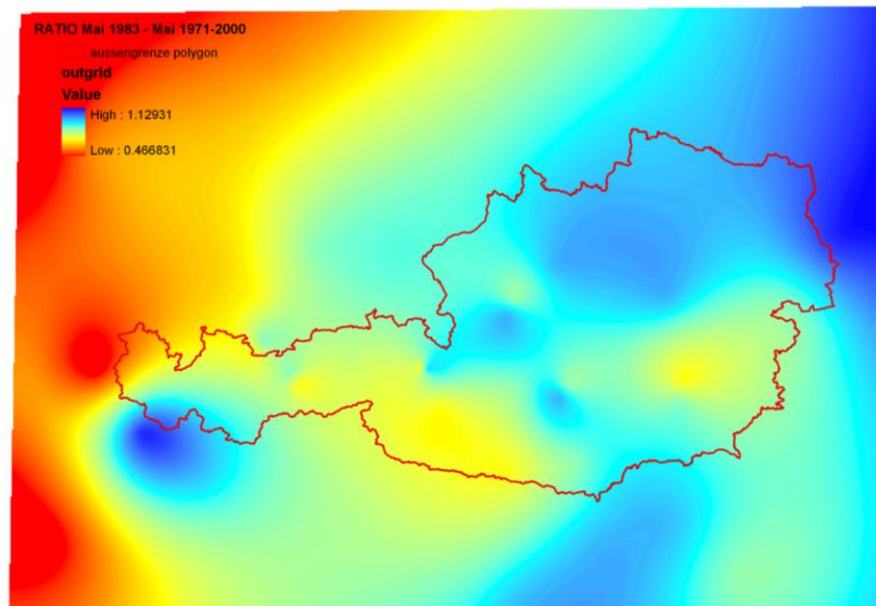 RATIO Mai 1983 - Mai 1971-2000
aussengrenze polygon
outgrid
Value
High : 1.12931
Low : 0.466831